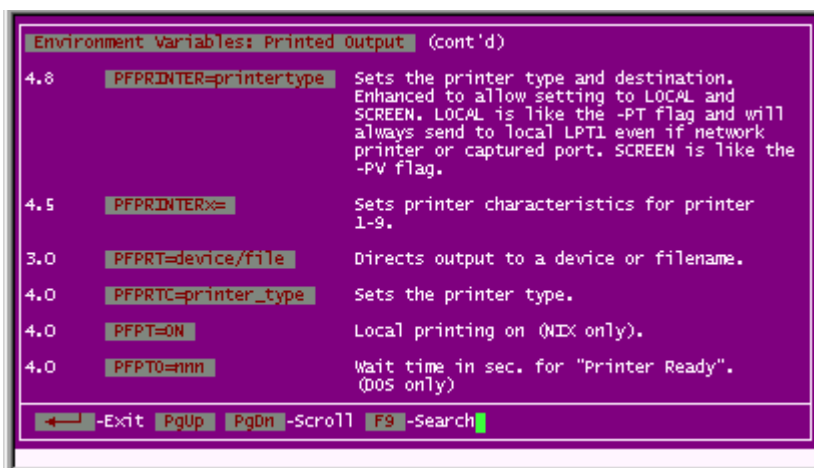 Environment Variables: Printed Output (cont'd)
4.8 PFPRINTER=printertype Sets the printer type and destination.
Enhanced to allow setting to LOCAL and
SCREEN. LOCAL is like the -PT flag and will
always send to local LPT1 even if network
printer or captured port. SCREEN is like the
-PV flag.
4.5 PFPRINTERx= Sets printer characteristics for printer
1-9.
3.0 PFPRT=device/file Directs output to a device or filename.
4.0 PFPRTC=printer_type Sets the printer type.
4.0 PFPT=ON Local printing on (NIX only).
4.0 PFPTO=nnn Wait time in sec. for "Printer Ready".
(DOS only)
-Exit PgUp PgDn -Scroll F9 -Search